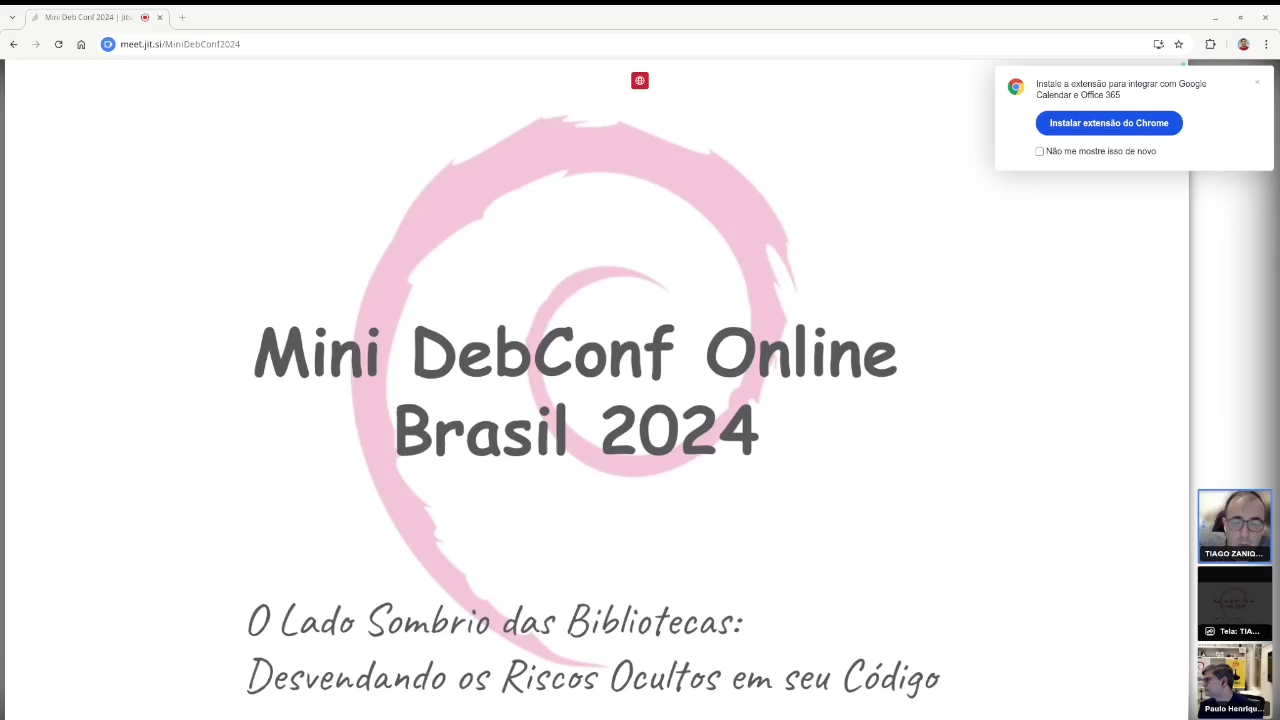 Mini Deb Conf 2024 | Jits
meet.jit.si/MiniDebConf2024
Instale a extensão para integrar com Google
Calendar e Office 365
Instalar extensão do Chrome
Não me mostre isso de novo
Mini DebConf Online
Brasil 2024
O Lado Sombrio das Bibliotecas:
Desvendando os Riscos Ocultos em seu Código
TIAGO ZANIQ...
Tela: TIA...
Paulo Henriqu...